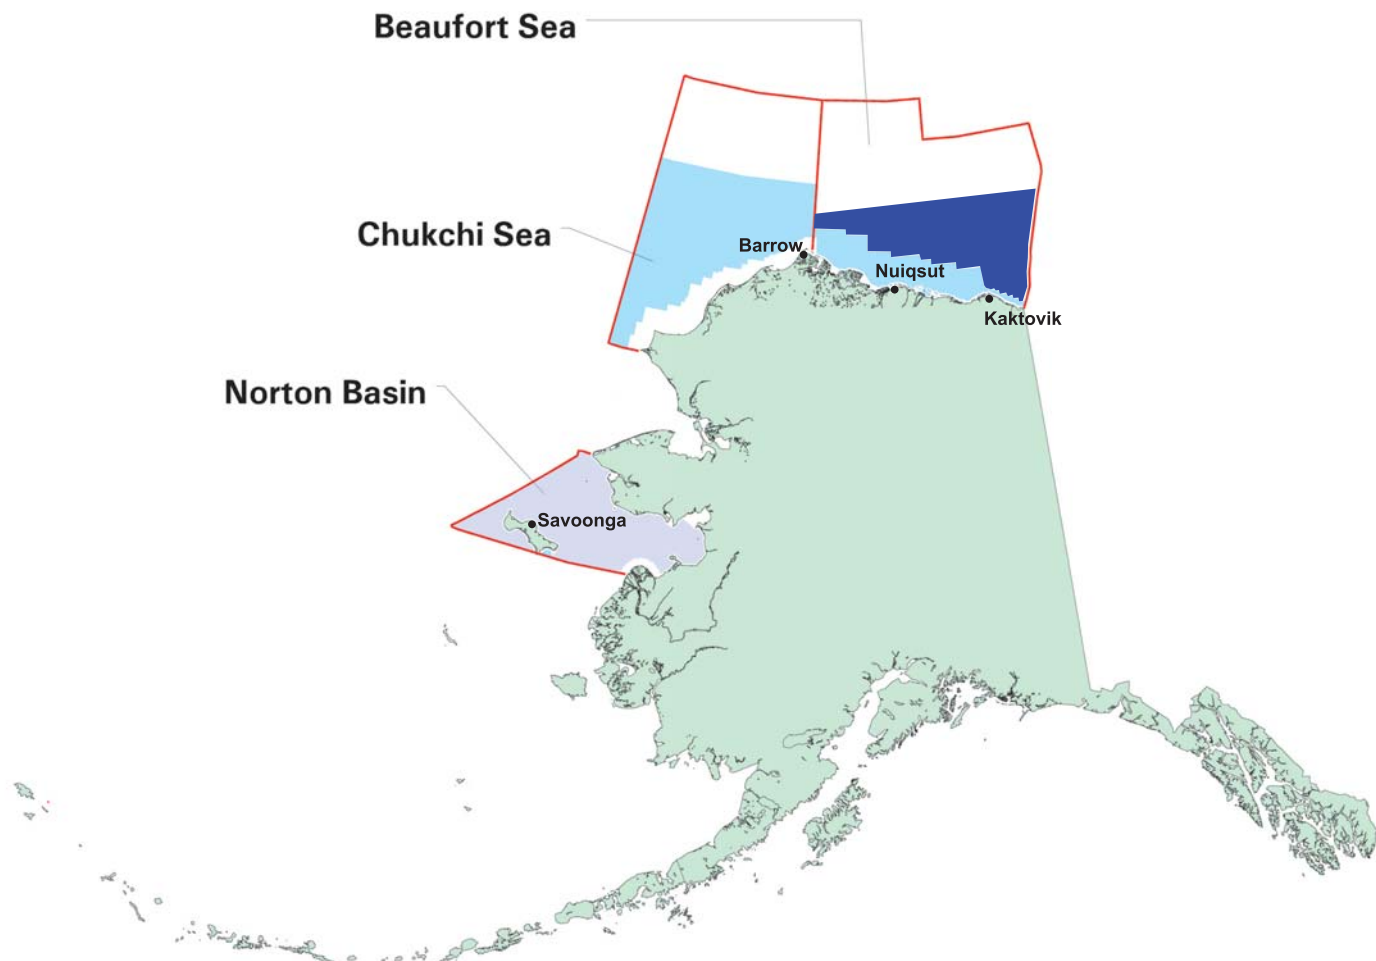 Beaufort Sea
Chukchi Sea
Barrow
Nuiqsut
Kaktovik
Norton Basin
Savoonga